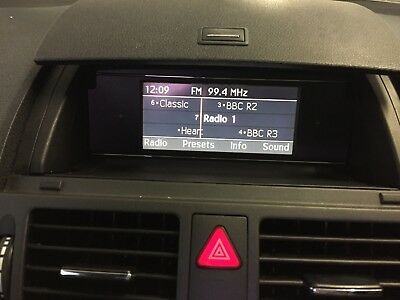 12:09 FM 99.4 MHz
6•Classic 3•BBC R2
7 Radio 1
•Heart 4•BBC R3
Radio Presets Info Sound